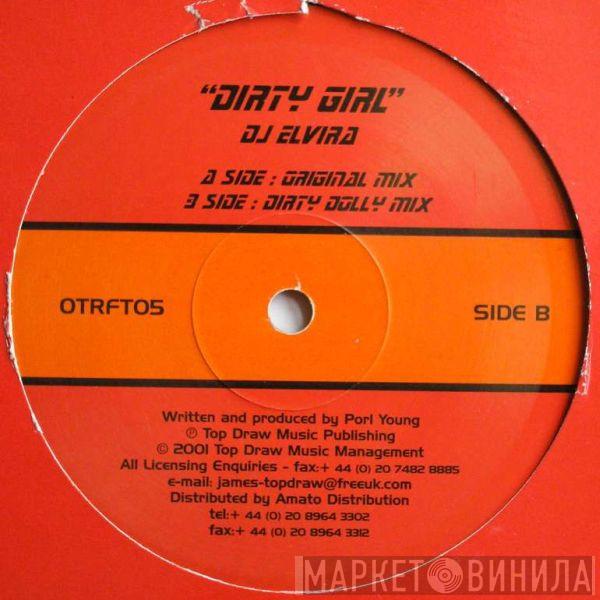 "DIRTY GIRL"
DJ ELVIRA
A SIDE : ORIGINAL MIX
B SIDE : DIRTY DOLLY MIX
OTRFT05
SIDE B
Written and produced by Porl Young
℗ Top Draw Music Publishing
© 2001 Top Draw Music Management
All Licensing Enquiries - fax:+ 44 (0) 20 7482 8885
e-mail: james-topdraw@freeuk.com
Distributed by Amato Distribution
tel:+ 44 (0) 20 8964 3302
fax:+ 44 (0) 20 8964 3312
МАРКЕТ ВИНИЛА